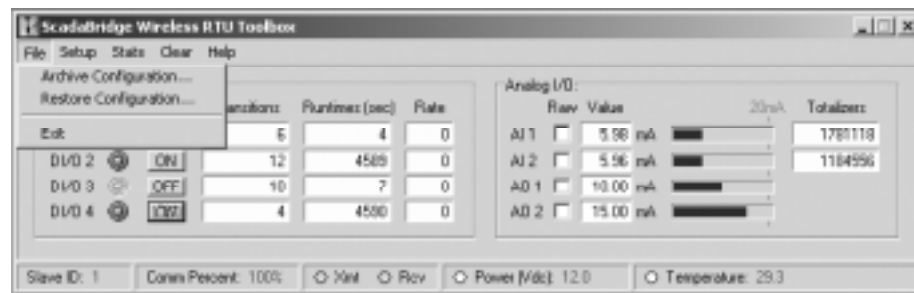 ScadaBridge Wireless RTU Toolbox
File Setup Stats Clear Help
Archive Configuration....
Restore Configuration....
Exit
ansitions Runtimes (sec) Rate
6 4 0
DI/O 2 ON 12 4589 0
DI/O 3 OFF 10 7 0
DI/O 4 4 4590 0
Analog I/O:
Raw Value 20mA Totalizers
AI 1 5.98 mA 1781118
AI 2 5.96 mA 1184956
AO 1 10.00 mA
AO 2 15.00 mA
Slave ID: 1 Comm Percent: 100% Xmt Rcv Power (Vdc): 12.0 Temperature: 29.3